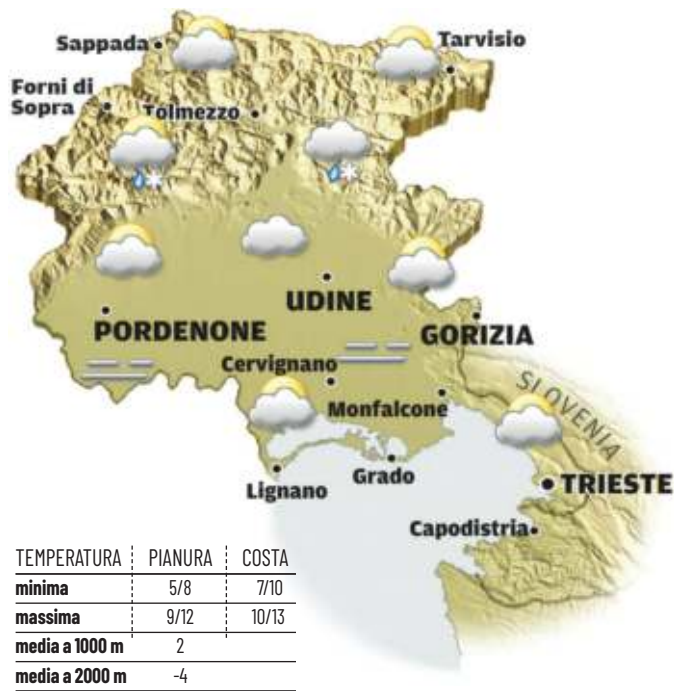 Sappada
Tarvisio
Forni di
Sopra
Tolmezzo
UDINE
PORDENONE
GORIZIA
Cervignano
SLOVENIA
Monfalcone
Grado
Lignano
TRIESTE
Capodistria
TEMPERATURA PIANURA COSTA
minima 5/8 7/10
massima 9/12 10/13
media a 1000 m 2
media a 2000 m -4